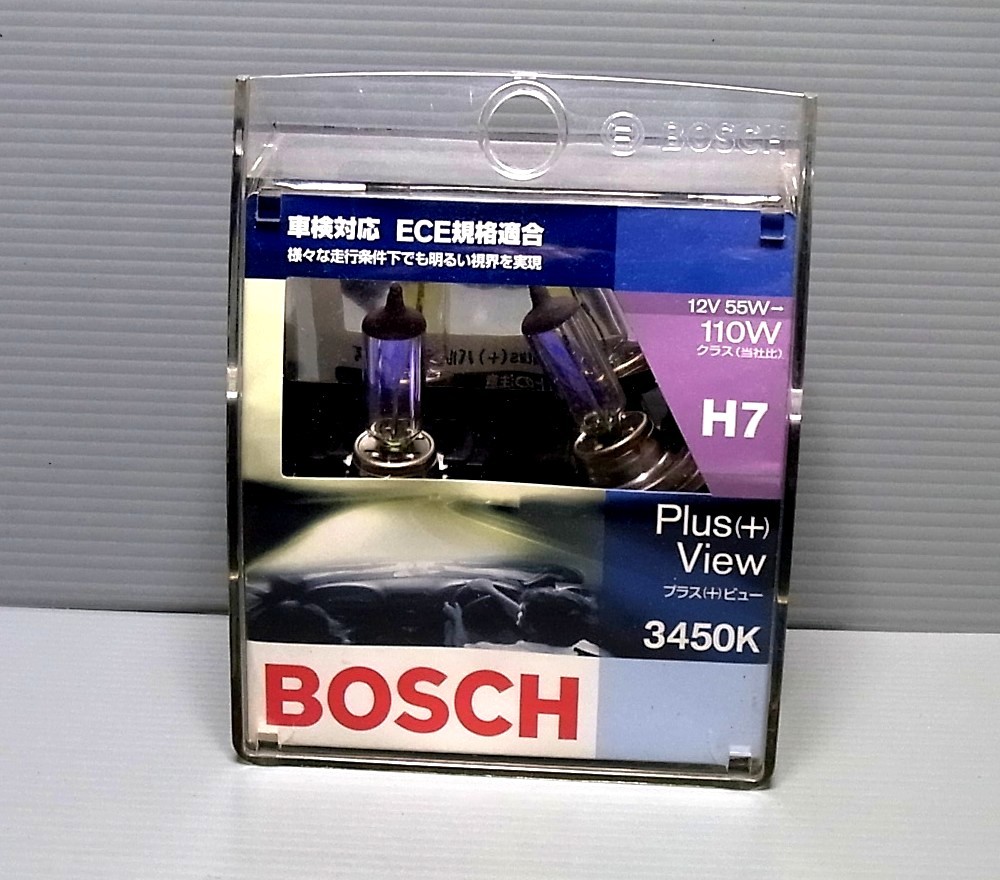 BOSCH
車検対応 ECE規格適合
様々な走行条件下でも明るい視界を実現
12V 55W→
110W
クラス(当社比)
H7
Plus(+)
View
プラス(+)ビュー
3450K
BOSCH